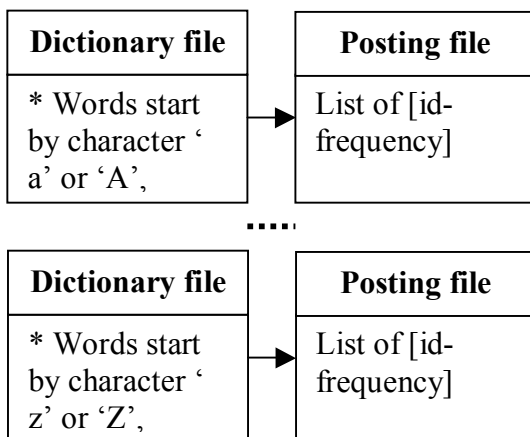 Dictionary file
* Words start
by character ‘
a’ or ‘A’,
Posting file
List of [id-
frequency]
Dictionary file
* Words start
by character ‘
z’ or ‘Z’,
Posting file
List of [id-
frequency]